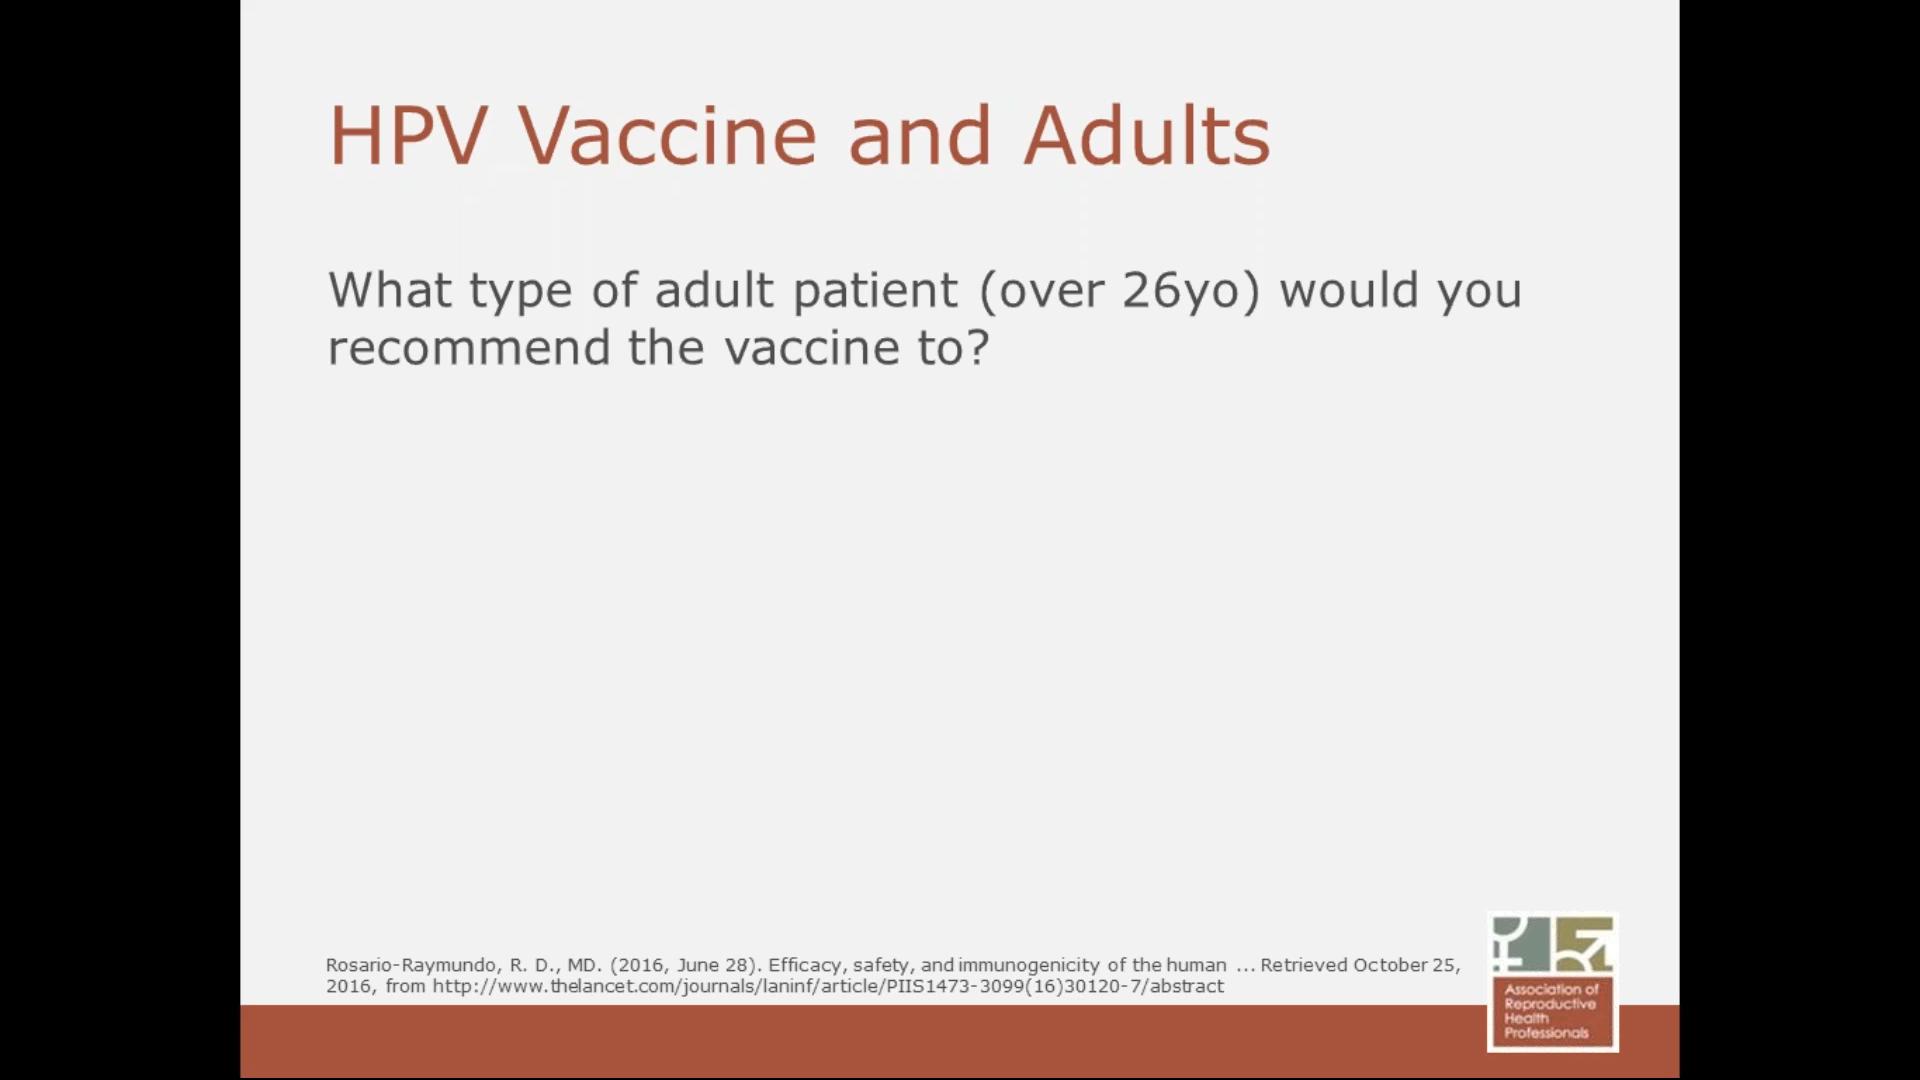 HPV Vaccine and Adults
What type of adult patient (over 26yo) would you
recommend the vaccine to?
Rosario-Raymundo, R. D., MD. (2016, June 28). Efficacy, safety, and immunogenicity of the human ... Retrieved October 25,
2016, from http://www.thelancet.com/journals/laninf/article/PIIS1473-3099(16)30120-7/abstract
Association of
Reproductive
Health
Professionals